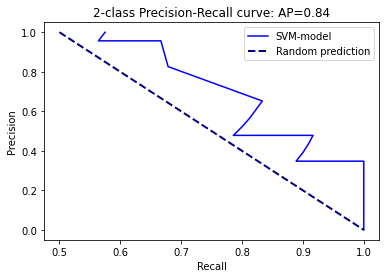 2-class Precision-Recall curve: AP=0.84
SVM-model
Random prediction
1.0
0.8
0.6
0.4
0.2
0.0
Precision
0.5
0.6
0.7
0.8
0.9
1.0
Recall